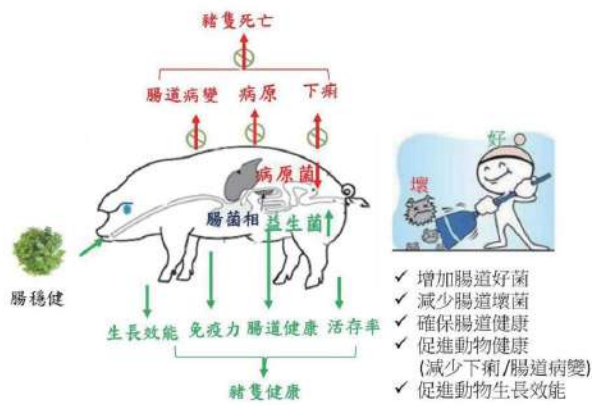 豬隻死亡
腸道病變 病原 下痢
病原菌
腸菌相 益生菌
腸穩健
生長效能 免疫力 腸道健康 活存率
豬隻健康
好
壞
✓ 增加腸道好菌
✓ 減少腸道壞菌
✓ 確保腸道健康
✓ 促進動物健康
(減少下痢/腸道病變)
✓ 促進動物生長效能